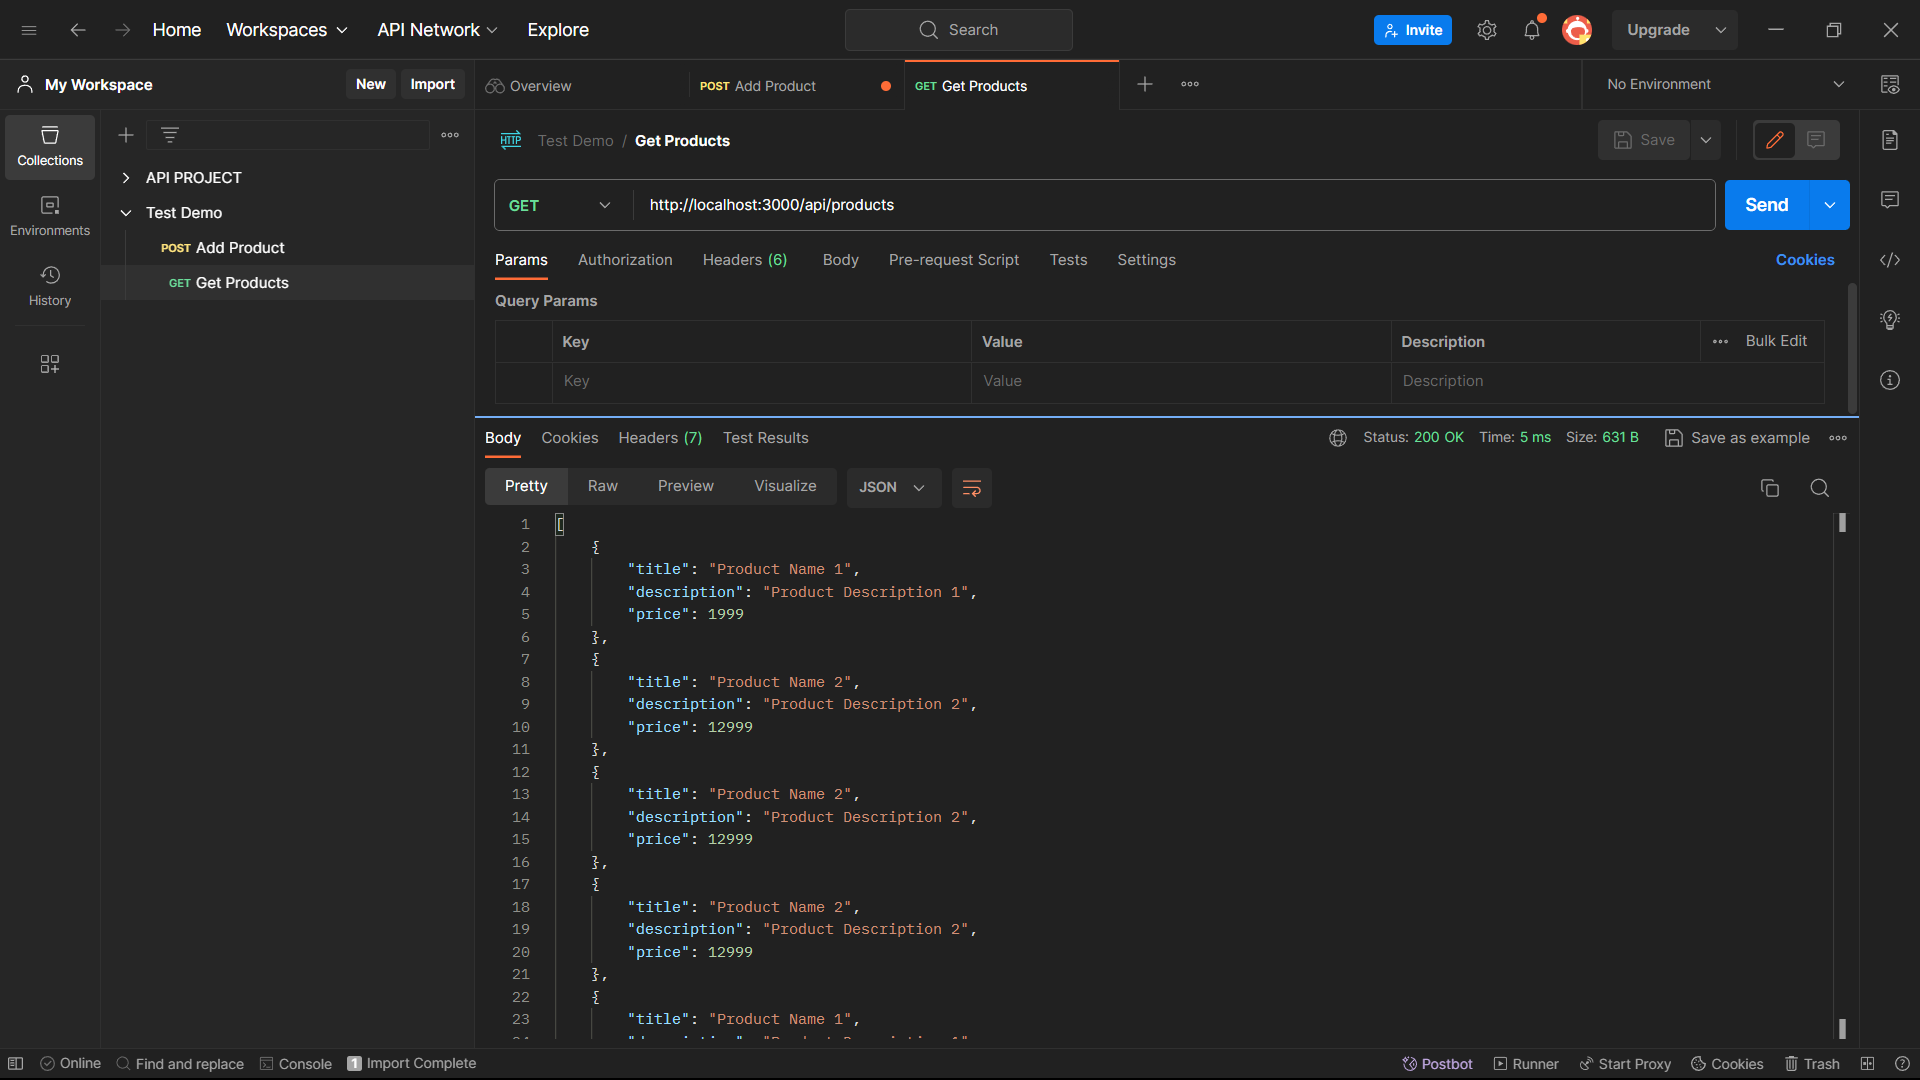 Home Workspaces API Network Explore Search Invite Upgrade
My Workspace New Import Overview POST Add Product GET Get Products No Environment
Collections
Environments
History
API PROJECT
Test Demo
POST Add Product
GET Get Products
HTTP Test Demo / Get Products Save
GET http://localhost:3000/api/products Send
Params Authorization Headers (6) Body Pre-request Script Tests Settings Cookies
Query Params
Key Value Description Bulk Edit
Key Value Description
Body Cookies Headers (7) Test Results Status: 200 OK Time: 5 ms Size: 631 B Save as example
Pretty Raw Preview Visualize JSON
1 [
2 {
3 "title": "Product Name 1",
4 "description": "Product Description 1",
5 "price": 1999
6 },
7 {
8 "title": "Product Name 2",
9 "description": "Product Description 2",
10 "price": 12999
11 },
12 {
13 "title": "Product Name 2",
14 "description": "Product Description 2",
15 "price": 12999
16 },
17 {
18 "title": "Product Name 2",
19 "description": "Product Description 2",
20 "price": 12999
21 },
22 {
23 "title": "Product Name 1",
Online Find and replace Console 1 Import Complete Postbot Runner Start Proxy Cookies Trash